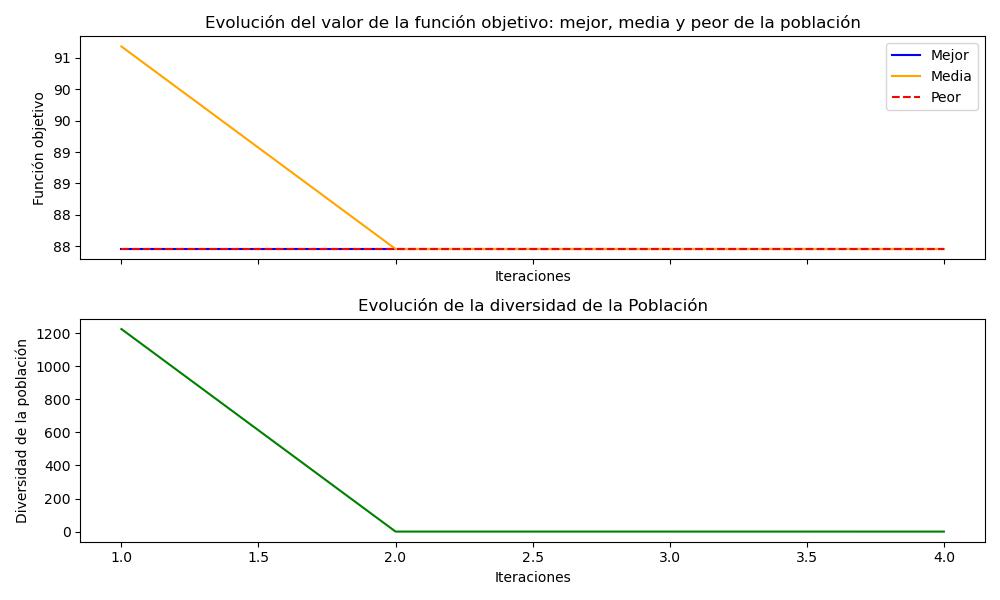 Evolución del valor de la función objetivo: mejor, media y peor de la población
91
90
90
89
89
88
88
Función objetivo
Mejor
Media
Peor
Iteraciones
Evolución de la diversidad de la Población
1200
1000
800
600
400
200
0
Diversidad de la población
1.0 1.5 2.0 2.5 3.0 3.5 4.0
Iteraciones